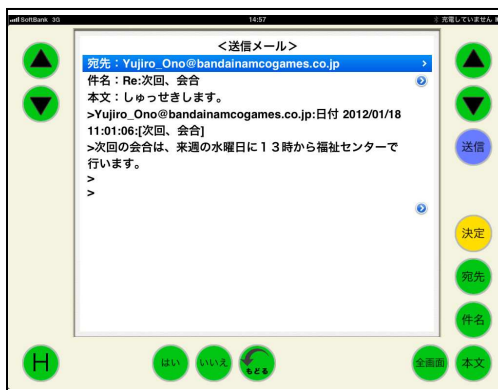 SoftBank 3G 14:57 充電していません
<送信メール>
宛先：Yujiro_Ono@bandainamcogames.co.jp
件名：Re:次回、会合
本文：しゅっせきします。
>Yujiro_Ono@bandainamcogames.co.jp:日付 2012/01/18
11:01:06:[次回、会合]
>次回の会合は、来週の水曜日に１３時から福祉センターで
行います。
>
>
送信
決定
宛先
件名
H はい いいえ もどる 全画面 本文